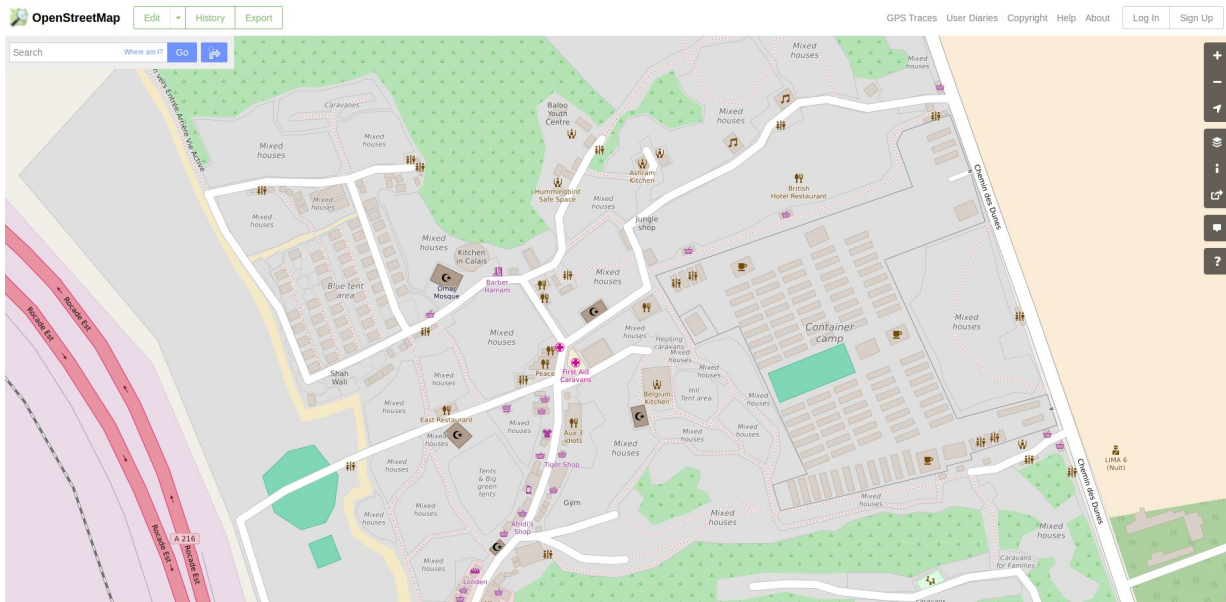 OpenStreetMap
Edit
History
Export
GPS Traces
User Diaries
Copyright
Help
About
Log In
Sign Up
Search
Where am I?
Go
Mixed
houses
Mixed
houses
Caravanes
Baloo
Youth
Centre
Mixed
houses
Mixed
houses
Mixed
houses
Ashram
Kitchen
British
Hotel Restaurant
Chemin des Dunes
Hummingbird
Safe Space
Mixed
houses
Mixed
houses
Mixed
houses
Jungle
shop
Mixed
houses
Kitchen
in Calais
Omar
Mosque
Barber
Hamam
Mixed
houses
Blue tent
area
Rocade Est
Rocade Est
Mixed
houses
Mixed
houses
Housing
caravans
Mixed
houses
Container
camp
Mixed
houses
Shah
Wali
Peace
First Aid
Caravans
Mixed
houses
Belgium
Kitchen
Hill
Tent area
Mixed
houses
East Restaurant
Mixed
houses
Mixed
houses
Aux 3
idiots
Mixed
houses
Mixed
houses
Mixed
houses
Tiger Shop
LIMA 6
(Nuit)
Tents
& Big
green
tents
Gym
Mixed
houses
Chemin des Dunes
Mixed
houses
Afridi's
Shop
Mixed
houses
Mixed
houses
A 216
Rocade Est
Rocade Est
Mixed
houses
Caravans
for Families
London
caravans